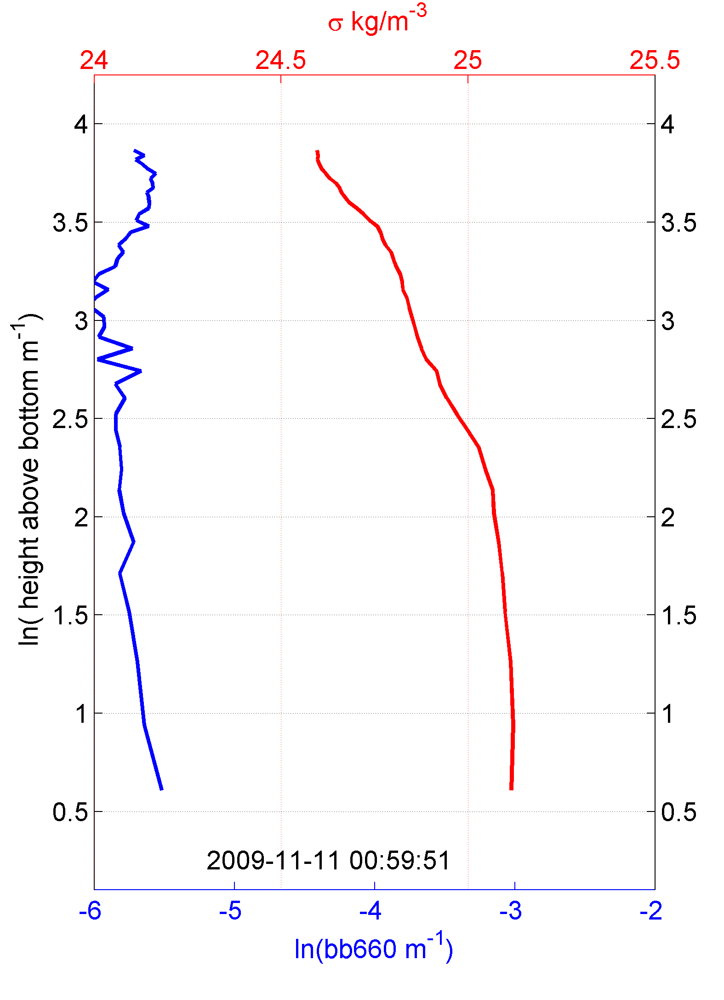 σ kg/m⁻³
24 24.5 25 25.5
4 4
3.5 3.5
3 3
2.5 2.5
2 2
1.5 1.5
1 1
0.5 0.5
ln( height above bottom m⁻¹)
2009-11-11 00:59:51
-6 -5 -4 -3 -2
ln(bb660 m⁻¹)